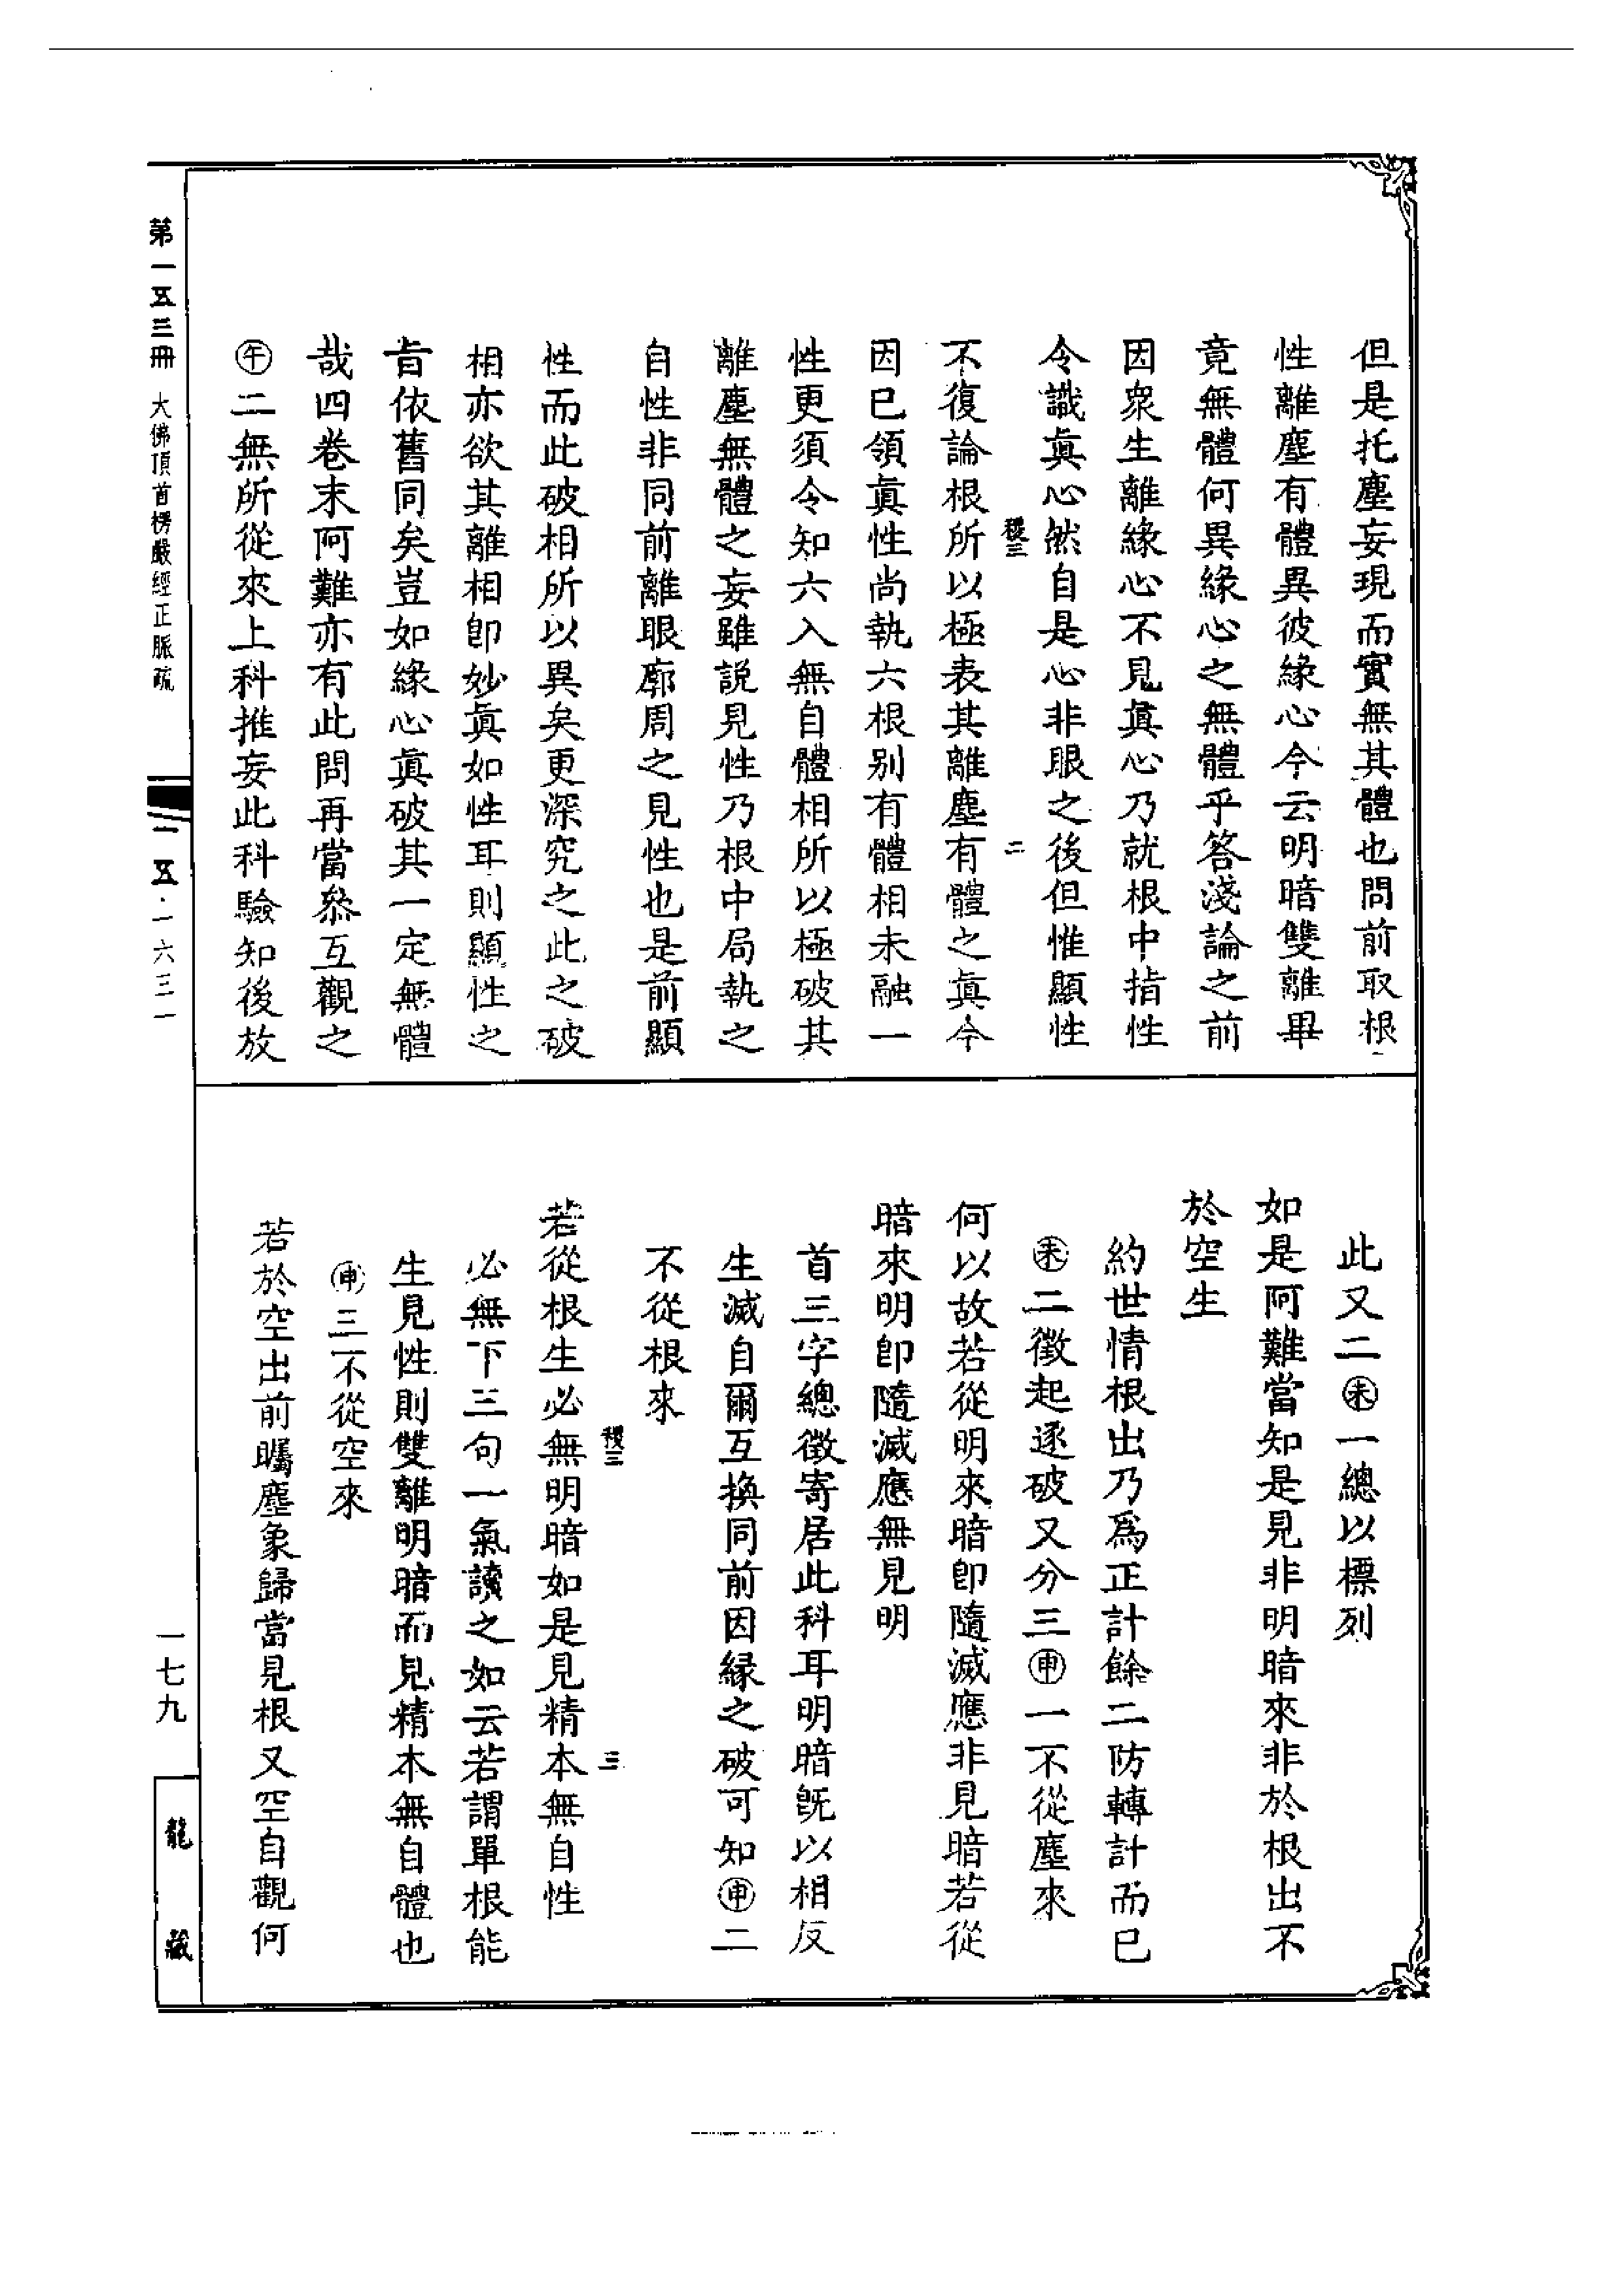 但是托塵妄現而實無其體也問前取根
性離塵有體異彼緣心今云明暗雙離畢
竟無體何異緣心之無體乎答淺論之前
因衆生離緣心不見眞心乃就根中指性
令識眞心然自是心非眼之後但惟顯性
稷三 二
不復論根所以極表其離塵有體之眞今
因已領眞性尚執六根別有體相未融一
性更須令知六入無自體相所以極破其
離塵無體之妄雖説見性乃根中局執之
自性非同前離眼廓周之見性也是前顯
性而此破相所以異矣更深究之此之破
相亦欲其離相卽妙眞如性耳則顯性之
旨依舊同矣豈如緣心眞破其一定無體
哉四卷末阿難亦有此問再當叅互觀之
㊍午二無所從來上科推妄此科驗知後放
此又二㊍未一總以標列
如是阿難當知是見非明暗來非於根出不
於空生
約世情根出乃爲正計餘二防轉計而已
未二徵起逐破又分三申一不從塵來
何以故若從明來暗卽隨滅應非見暗若從
暗來明卽隨滅應無見明
首三字總徵寄居此科耳明暗旣以相反
生滅自爾互換同前因緣之破可知申二
不從根來
稷三 三
若從根生必無明暗如是見精本無自性
必無下三句一氣讀之如云若謂單根能
生見性則雙離明暗而見精本無自體也
申三不從空來
若於空出前矚塵象歸當見根又空自觀何
第一五三冊 大佛頂首楞嚴經正脈疏
一五·一六三一
一七九
龍藏